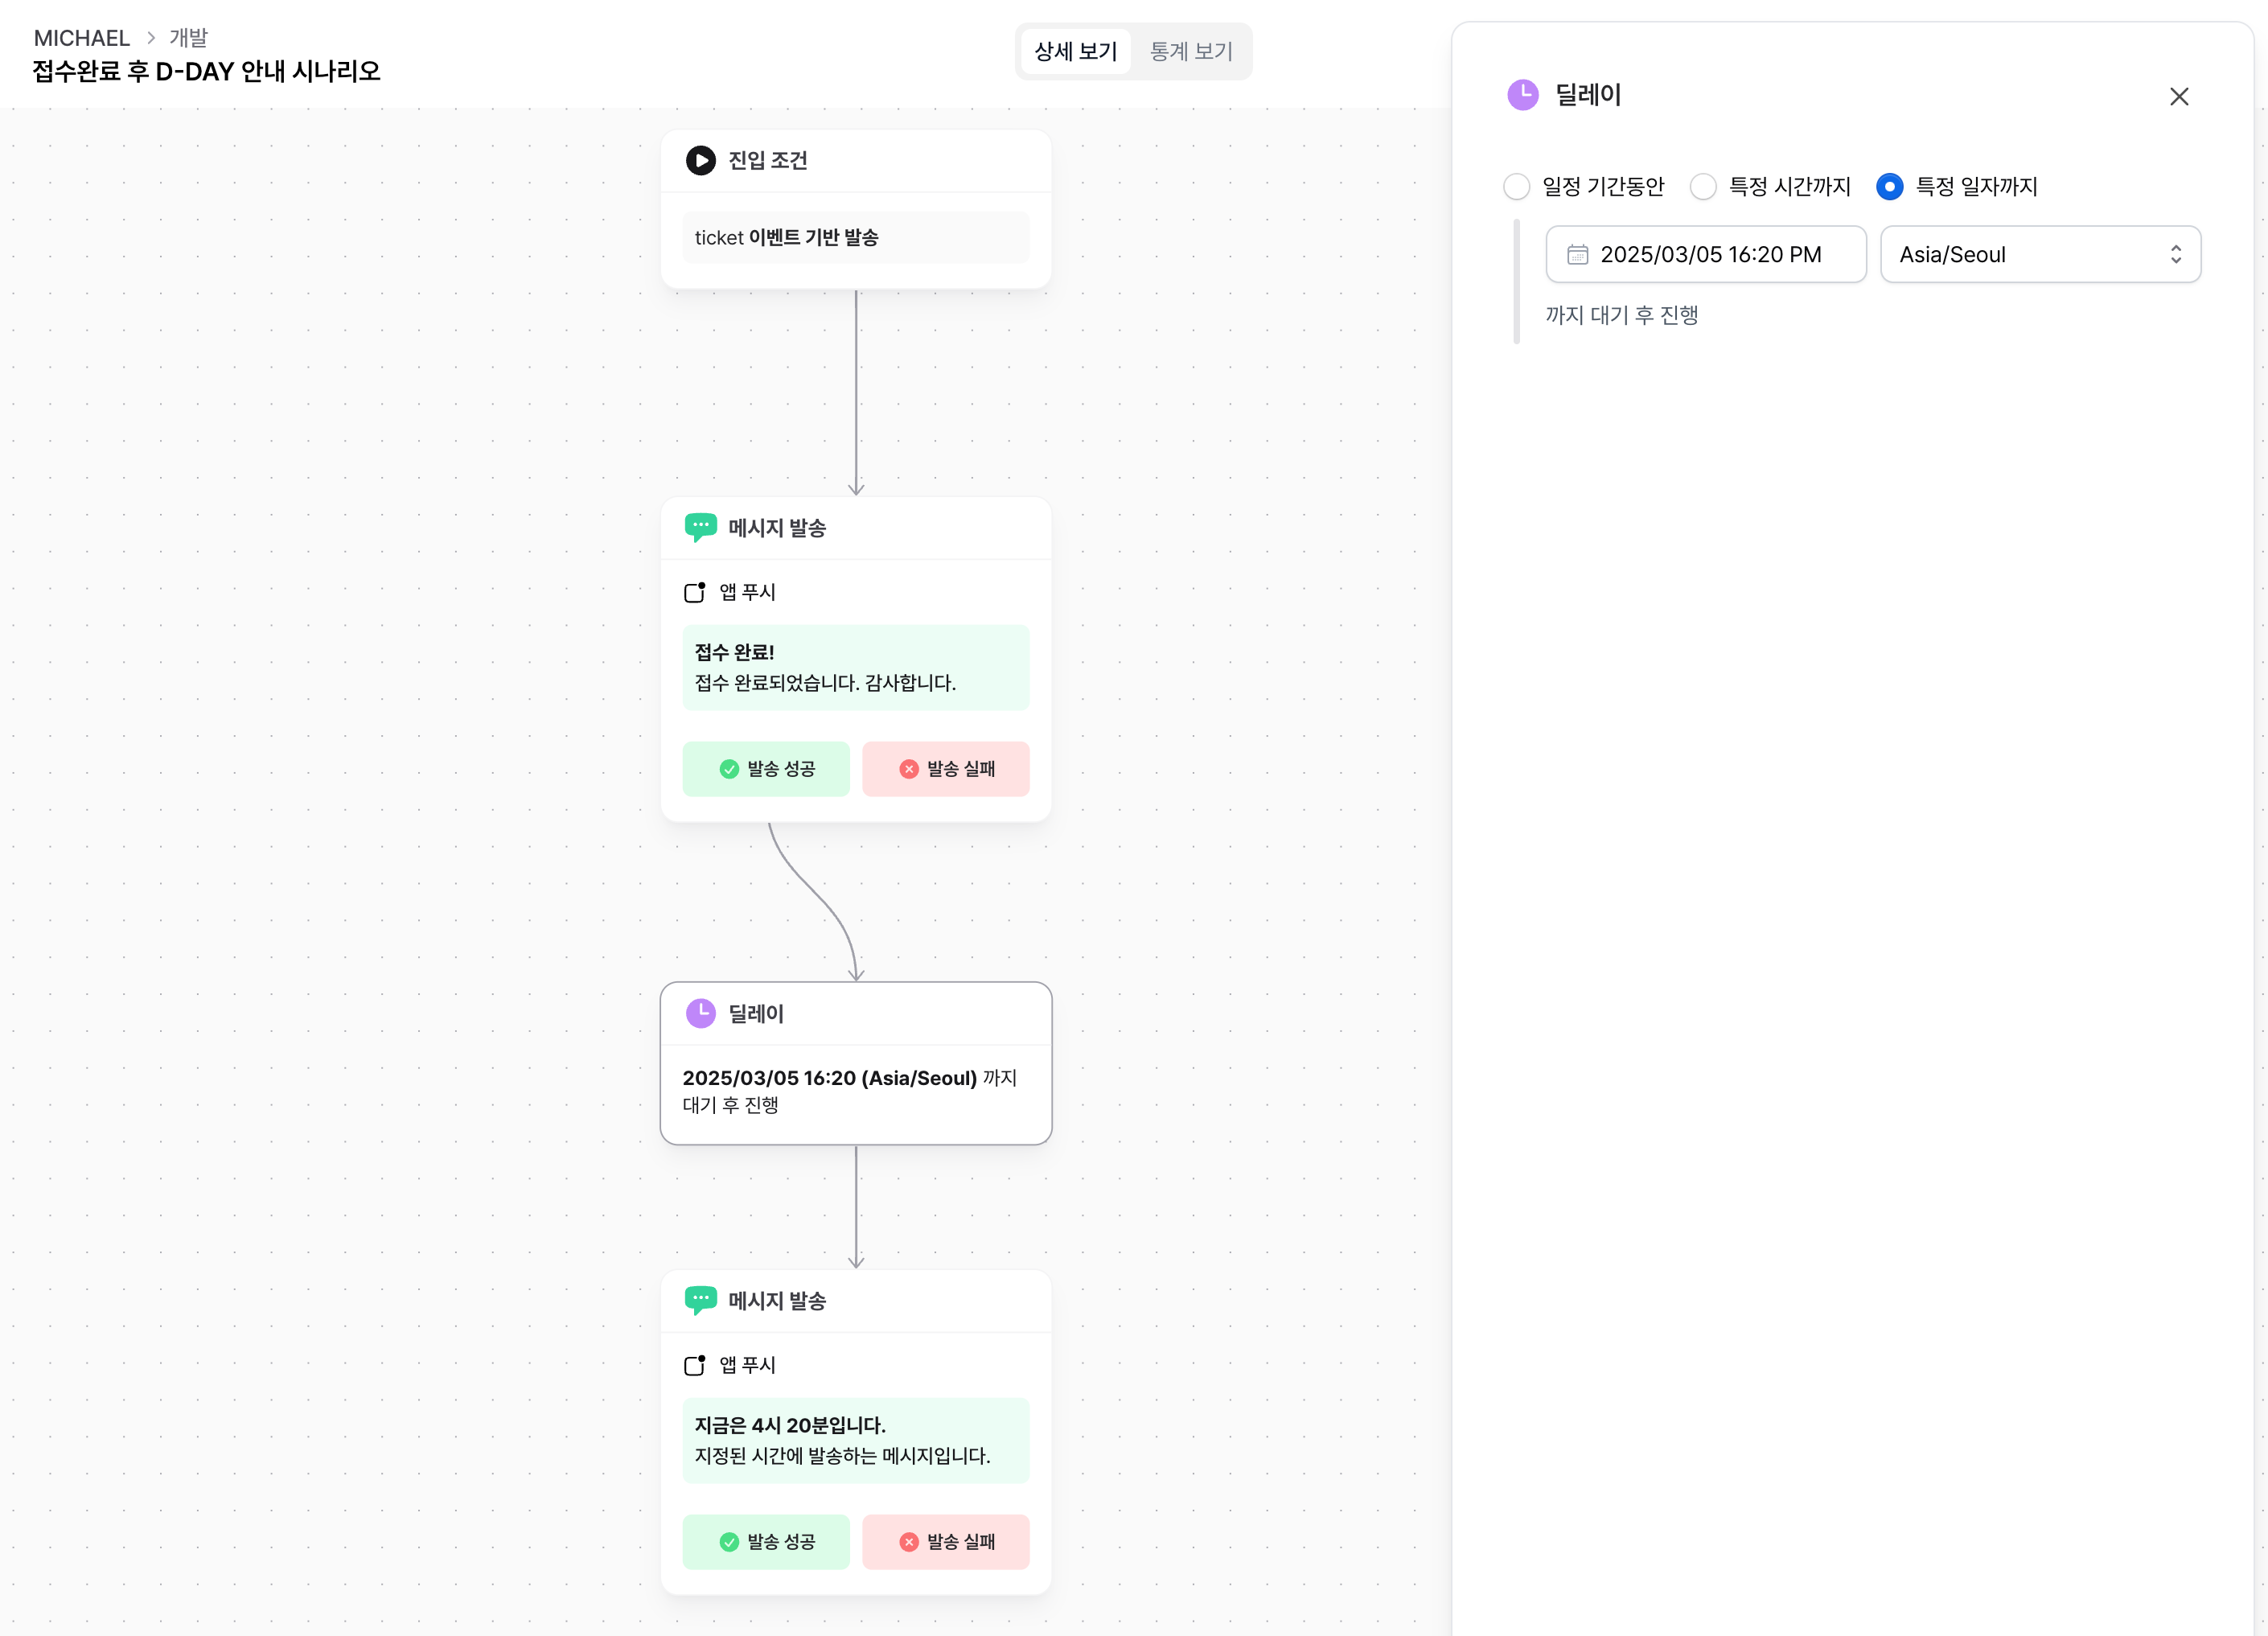 MICHAEL > 개발
접수완료 후 D-DAY 안내 시나리오
상세 보기
통계 보기
진입 조건
ticket 이벤트 기반 발송
메시지 발송
앱 푸시
접수 완료!
접수 완료되었습니다. 감사합니다.
발송 성공
발송 실패
딜레이
2025/03/05 16:20 (Asia/Seoul) 까지
대기 후 진행
메시지 발송
앱 푸시
지금은 4시 20분입니다.
지정된 시간에 발송하는 메시지입니다.
발송 성공
발송 실패
딜레이
일정 기간동안
특정 시간까지
특정 일자까지
2025/03/05 16:20 PM
Asia/Seoul
까지 대기 후 진행